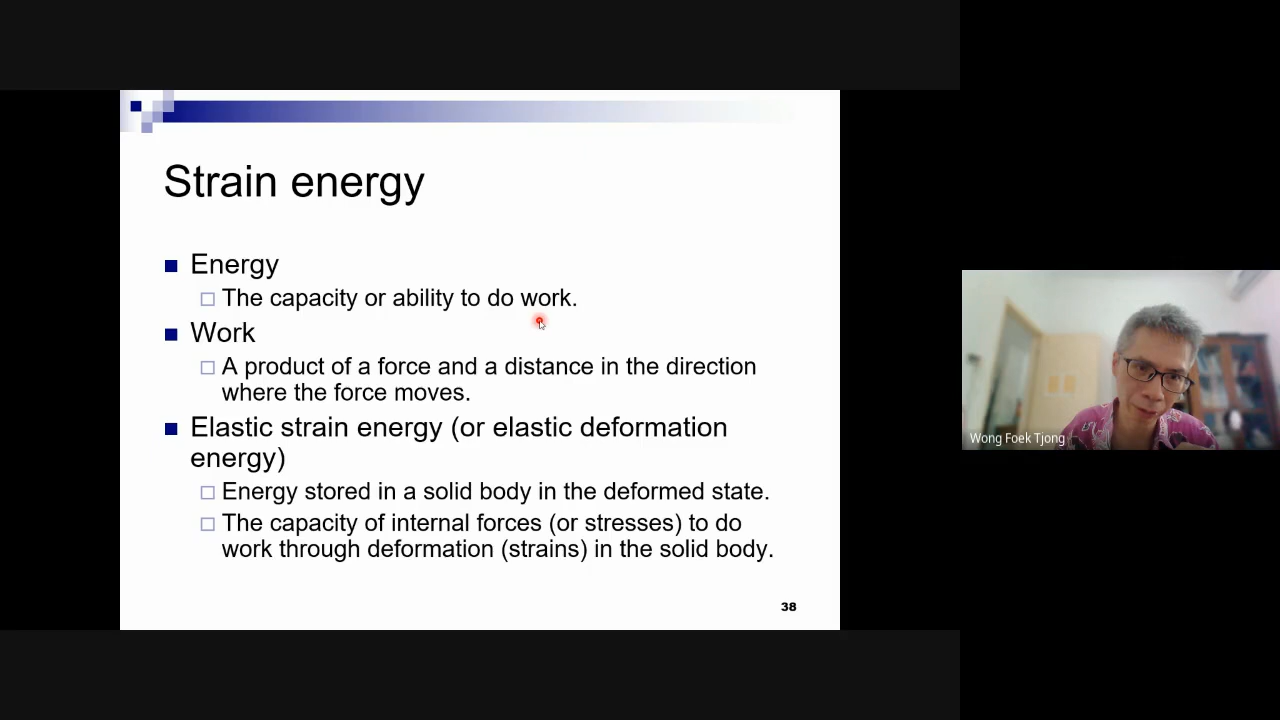 Strain energy
Energy
The capacity or ability to do work.
Work
A product of a force and a distance in the direction
where the force moves.
Elastic strain energy (or elastic deformation
energy)
Energy stored in a solid body in the deformed state.
The capacity of internal forces (or stresses) to do
work through deformation (strains) in the solid body.
38
Wong Foek Tjong